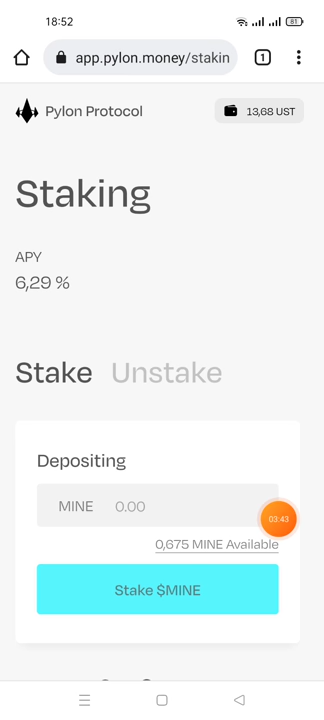 18:52
81
app.pylon.money/stakin
1
Pylon Protocol
13,68 UST
Staking
APY
6,29 %
Stake Unstake
Depositing
MINE 0.00
03:43
0,675 MINE Available
Stake $MINE